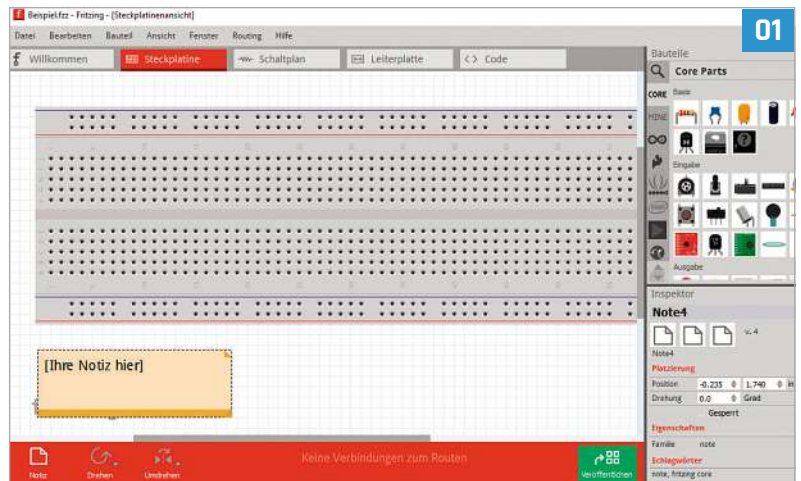 01
Beispiel.fzz - Fritzing - [Steckplatinenansicht]
Datei Bearbeiten Bauteil Ansicht Fenster Routing Hilfe
Willkommen Steckplatine Schaltplan Leiterplatte <> Code
Bauteile
Core Parts
CORE Basis
MINE
Eingabe
Ausgabe
[Ihre Notiz hier]
Inspektor
Note4
v. 4
Note4
Platzierung
Position -0.235 1.740 in
Drehung 0.0 Grad
Gesperrt
Eigenschaften
Familie note
Schlagwörter
note, fritzing core
Notiz Drehen Umdrehen Keine Verbindungen zum Routen Veröffentlichen